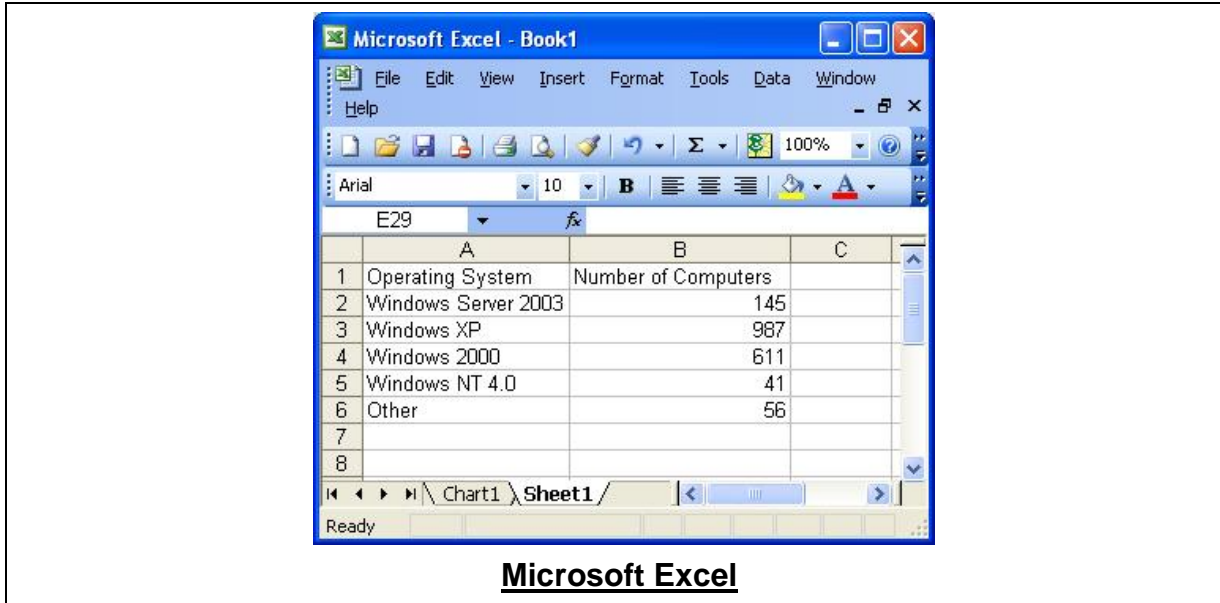 Microsoft Excel - Book1
File Edit View Insert Format Tools Data Window
Help
Σ 100%
Arial 10 B A
E29 fx
A B C
1 Operating System Number of Computers
2 Windows Server 2003 145
3 Windows XP 987
4 Windows 2000 611
5 Windows NT 4.0 41
6 Other 56
7
8
Chart1 Sheet1
Ready
Microsoft Excel